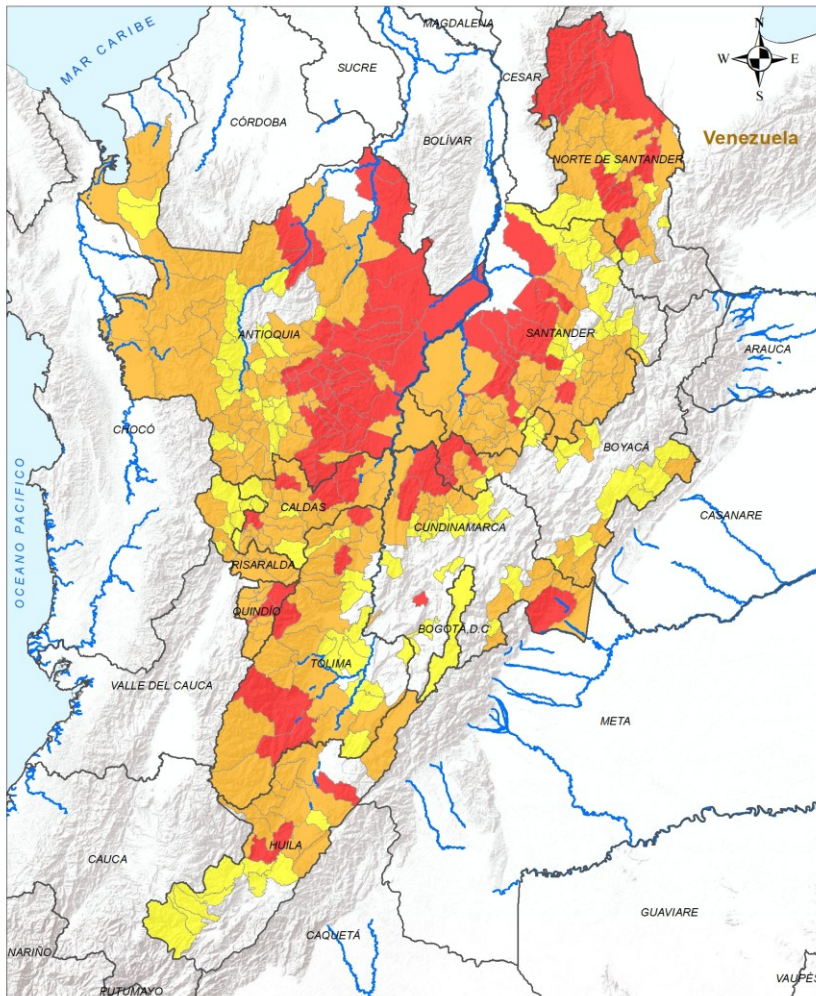 MAGDALENA
N
W E
S
MAR CARIBE
SUCRE
CESAR
CÓRDOBA
BOLÍVAR
Venezuela
NORTE DE SANTANDER
ANTIOQUIA
SANTANDER
ARAUCA
CHOCÓ
BOYACÁ
OCEANO PACIFICO
CALDAS
CUNDINAMARCA
CASANARE
RISARALDA
QUINDÍO
BOGOTÁ,D.C
TOLIMA
VALLE DEL CAUCA
META
HUILA
CAUCA
GUAVIARE
CAQUETÁ
NARIÑO
PUTUMAYO
VAUPÉS